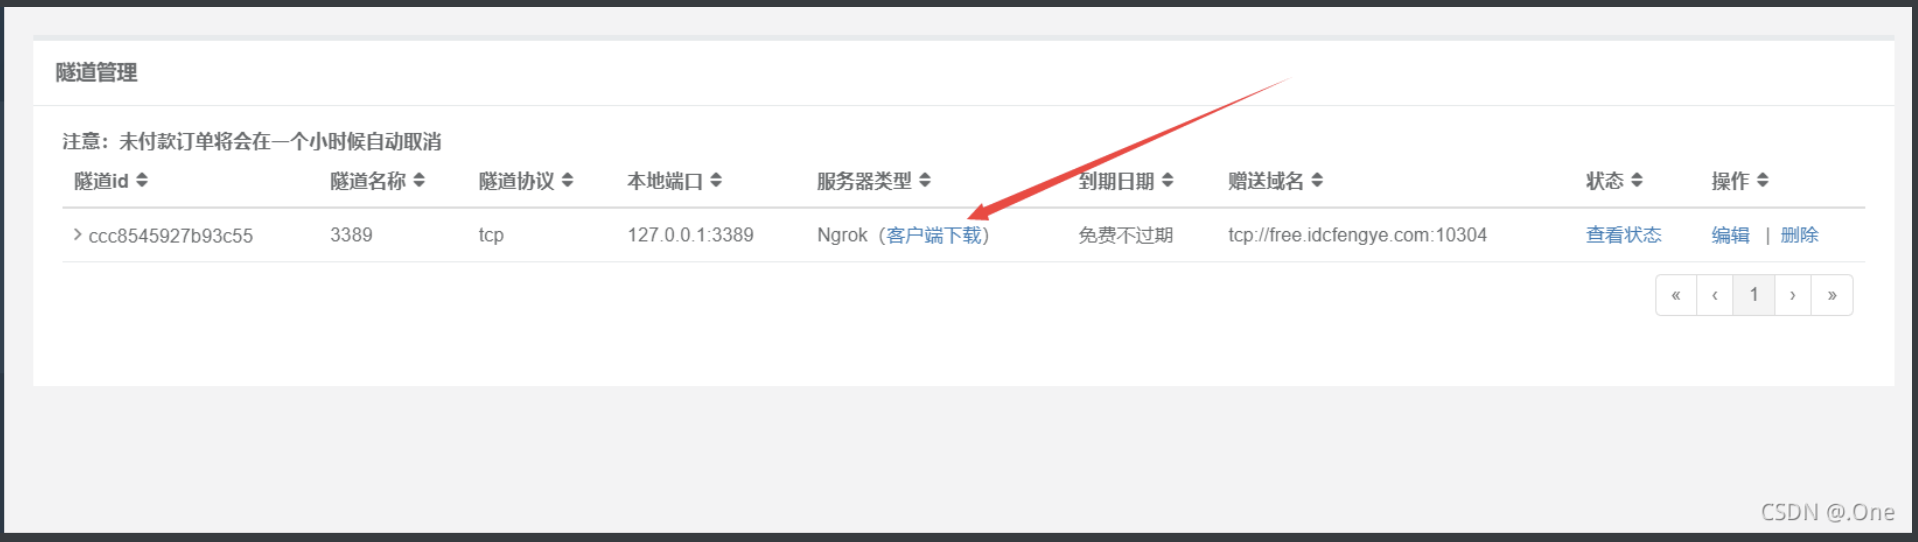 隧道管理
注意：未付款订单将会在一个小时候自动取消
隧道id 隧道名称 隧道协议 本地端口 服务器类型 到期日期 赠送域名 状态 操作
ccc8545927b93c55 3389 tcp 127.0.0.1:3389 Ngrok（客户端下载） 免费不过期 tcp://free.idcfengye.com:10304 查看状态 编辑 | 删除
« ‹ 1 › »
CSDN @.One